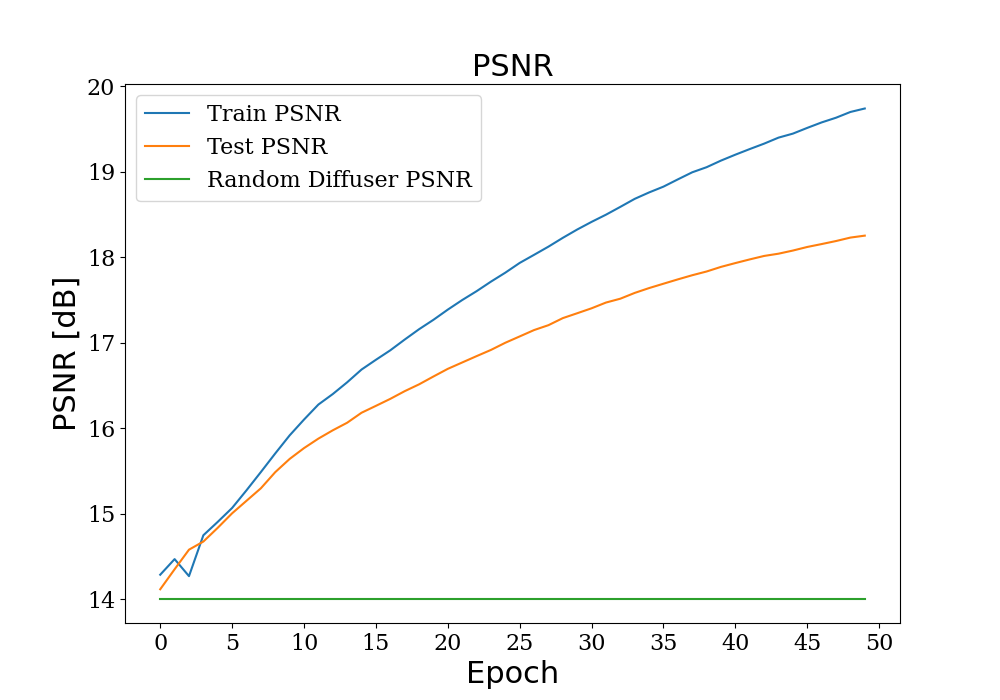 PSNR
Train PSNR
Test PSNR
Random Diffuser PSNR
PSNR [dB]
20
19
18
17
16
15
14
0 5 10 15 20 25 30 35 40 45 50
Epoch